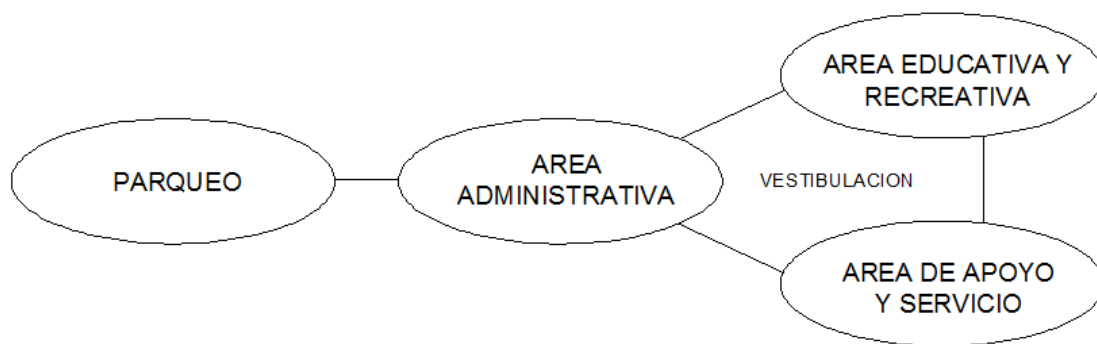 PARQUEO
AREA
ADMINISTRATIVA
VESTIBULACION
AREA EDUCATIVA Y
RECREATIVA
AREA DE APOYO
Y SERVICIO